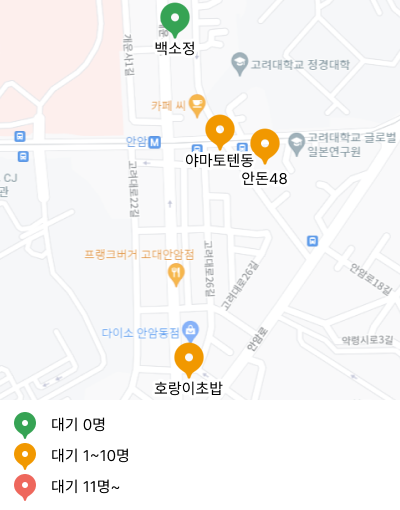 개운사1길
백소정
고려대학교 정경대학
카페 씨
야마토텐동
안암
고려대학교 글로벌
일본연구원
안돈48
CJ
관
고려대로22길
고려대로26길
프랭크버거 고대안암점
고려대로26길
안암로18길
다이소 안암동점
안암로
약령시로3길
호랑이초밥
대기 0명
대기 1~10명
대기 11명~